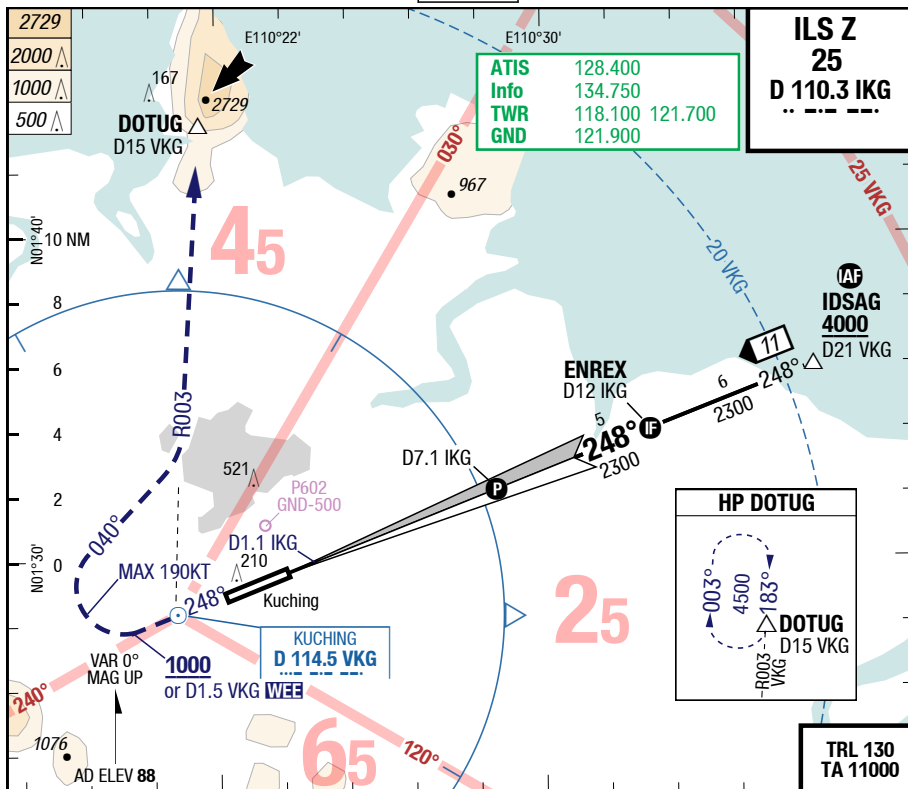 2729
2000
1000
500
E110°22'
E110°30'
ILS Z
25
D 110.3 IKG
ATIS 128.400
Info 134.750
TWR 118.100 121.700
GND 121.900
167
2729
DOTUG
D15 VKG
030°
967
25 VKG
20 VKG
N01°40'
10 NM
45
8
6
4
2
0
N01°30'
IAF
IDSAG
4000
D21 VKG
11
248°
6
2300
ENREX
D12 IKG
IF
5
248°
2300
D7.1 IKG
P
R003
521
P602
GND-500
D1.1 IKG
210
040°
MAX 190KT
248°
Kuching
25
HP DOTUG
003°
4500
183°
DOTUG
D15 VKG
R003
VKG
KUCHING
D 114.5 VKG
1000
or D1.5 VKG WEE
VAR 0°
MAG UP
240°
1076
AD ELEV 88
65
120°
TRL 130
TA 11000